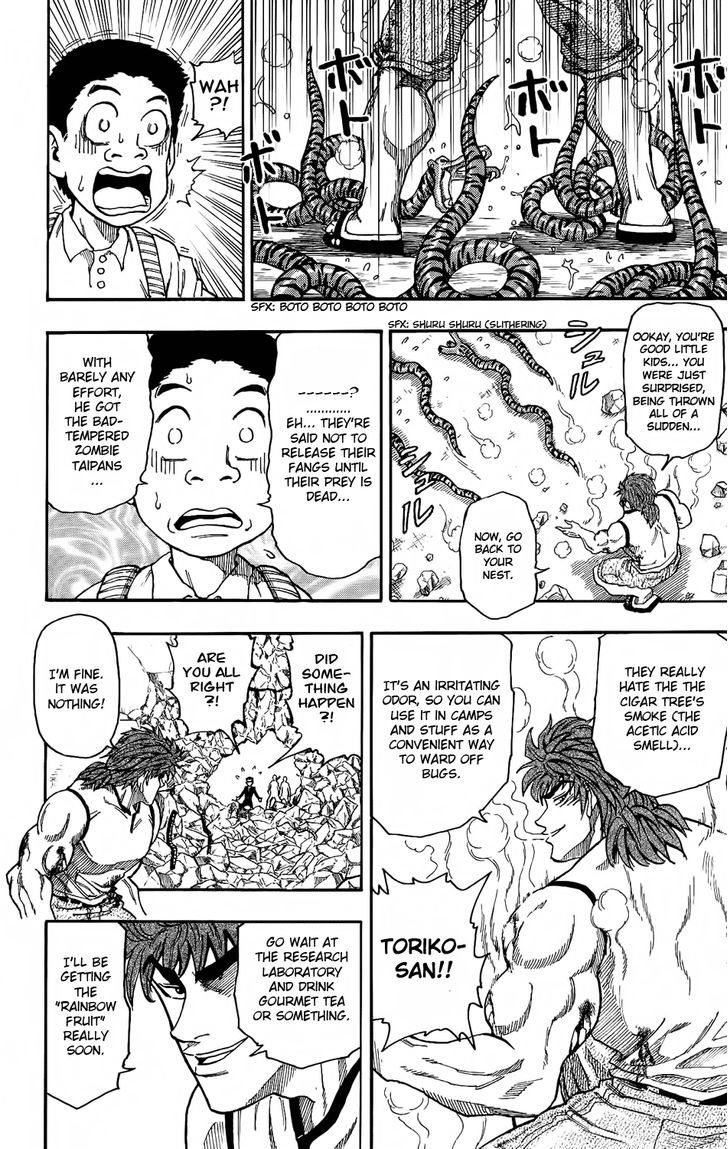 ボト
ボト
ボト
SFX: BOTO BOTO BOTO BOTO
WAH
?!
SFX: SHURU SHURU (SLITHERING)
シュル
シュル
OOKAY, YOU'RE
GOOD LITTLE
KIDS... YOU
WERE JUST
SURPRISED,
BEING THROWN
ALL OF A
SUDDEN...
NOW, GO
BACK TO
YOUR
NEST.
------?
............
EH... THEY'RE
SAID NOT TO
RELEASE THEIR
FANGS UNTIL
THEIR PREY IS
DEAD...
WITH
BARELY ANY
EFFORT,
HE GOT
THE BAD-
TEMPERED
ZOMBIE
TAIPANS
...
THEY REALLY
HATE THE THE
CIGAR TREE'S
SMOKE (THE
ACETIC ACID
SMELL)...
IT'S AN IRRITATING
ODOR, SO YOU CAN
USE IT IN CAMPS
AND STUFF AS A
CONVENIENT WAY
TO WARD OFF
BUGS.
TORIKO-
SAN!!
DID
SOME-
THING
HAPPEN
?!
ARE
YOU ALL
RIGHT
?!
I'M FINE.
IT WAS
NOTHING!
GO WAIT AT
THE RESEARCH
LABORATORY
AND DRINK
GOURMET TEA
OR SOMETHING.
I'LL BE
GETTING
THE
"RAINBOW
FRUIT"
REALLY
SOON.